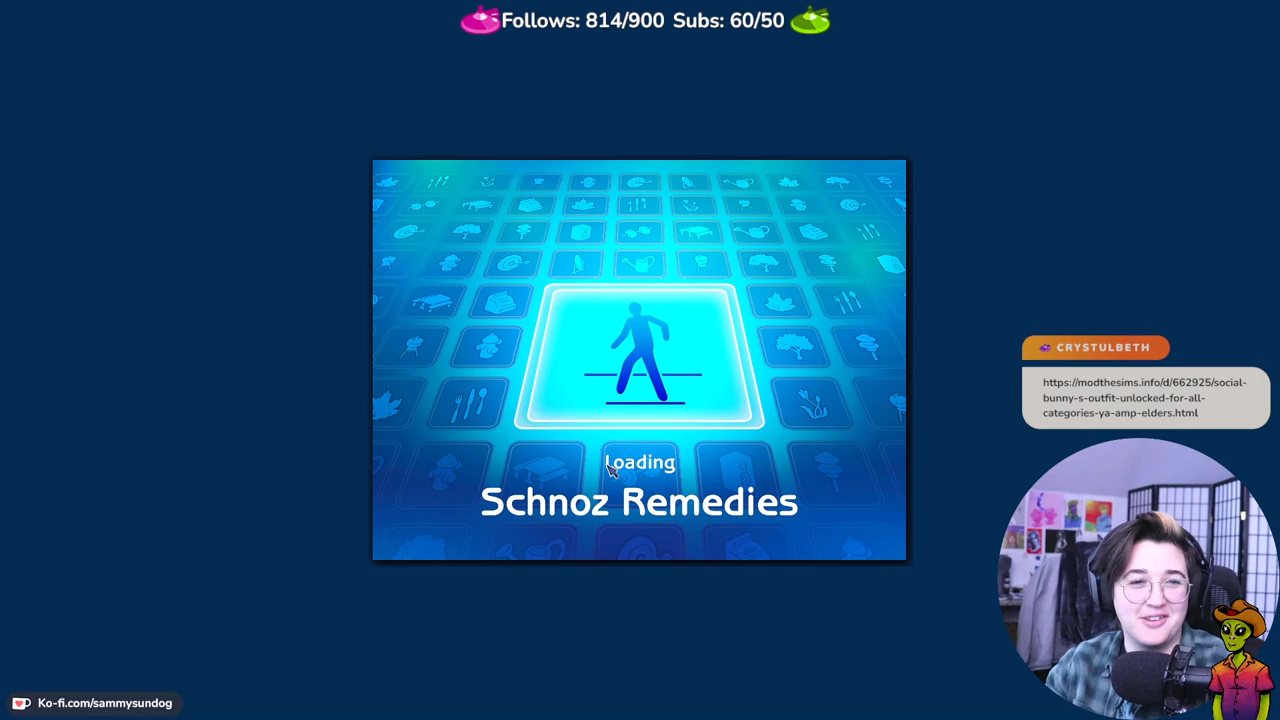 Follows: 814/900 Subs: 60/50
Loading
Schnoz Remedies
CRYSTULBETH
https://modthesims.info/d/662925/social-
bunny-s-outfit-unlocked-for-all-
categories-ya-amp-elders.html
Ko-fi.com/sammysundog